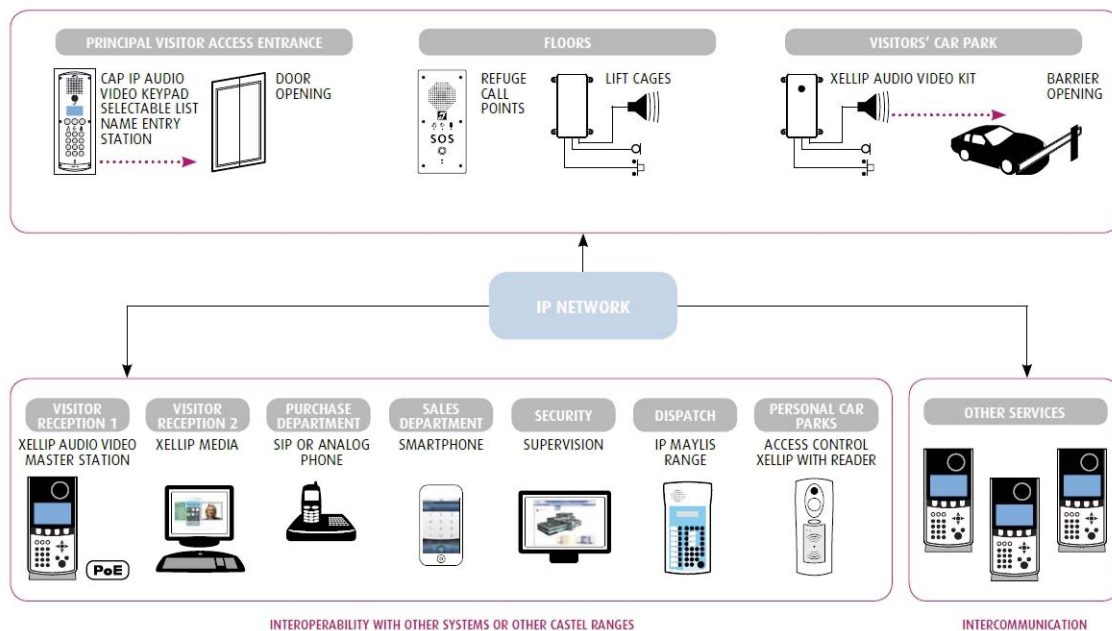 PRINCIPAL VISITOR ACCESS ENTRANCE
CAP IP AUDIO
VIDEO KEYPAD
SELECTABLE LIST
NAME ENTRY
STATION
DOOR
OPENING
FLOORS
REFUGE
CALL
POINTS
SOS
LIFT CAGES
VISITORS' CAR PARK
XELLIP AUDIO VIDEO KIT
BARRIER
OPENING
IP NETWORK
VISITOR
RECEPTION 1
XELLIP AUDIO VIDEO
MASTER STATION
PoE
VISITOR
RECEPTION 2
XELLIP MEDIA
PURCHASE
DEPARTMENT
SIP OR ANALOG
PHONE
SALES
DEPARTMENT
SMARTPHONE
SECURITY
SUPERVISION
DISPATCH
IP MAYLIS
RANGE
PERSONAL CAR
PARKS
ACCESS CONTROL
XELLIP WITH READER
OTHER SERVICES
INTEROPERABILITY WITH OTHER SYSTEMS OR OTHER CASTEL RANGES
INTERCOMMUNICATION